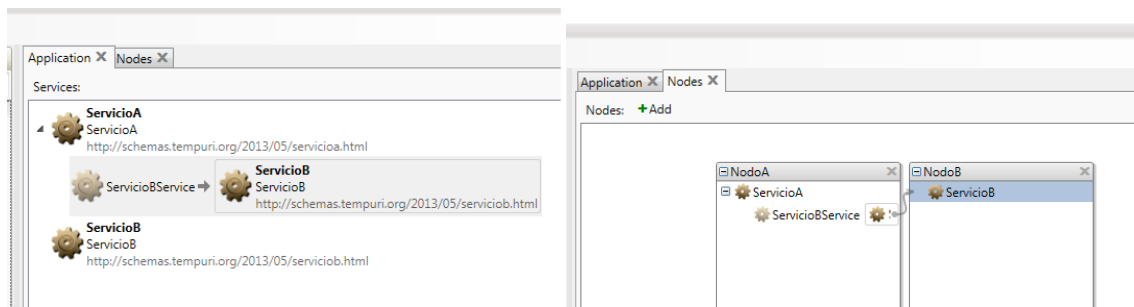 Application X Nodes X
Services:
ServicioA
ServicioA
http://schemas.tempuri.org/2013/05/servicioa.html
ServicioBService
ServicioB
ServicioB
http://schemas.tempuri.org/2013/05/serviciob.html
ServicioB
ServicioB
http://schemas.tempuri.org/2013/05/serviciob.html
Application X Nodes X
Nodes: +Add
NodoA
ServicioA
ServicioBService
NodoB
ServicioB